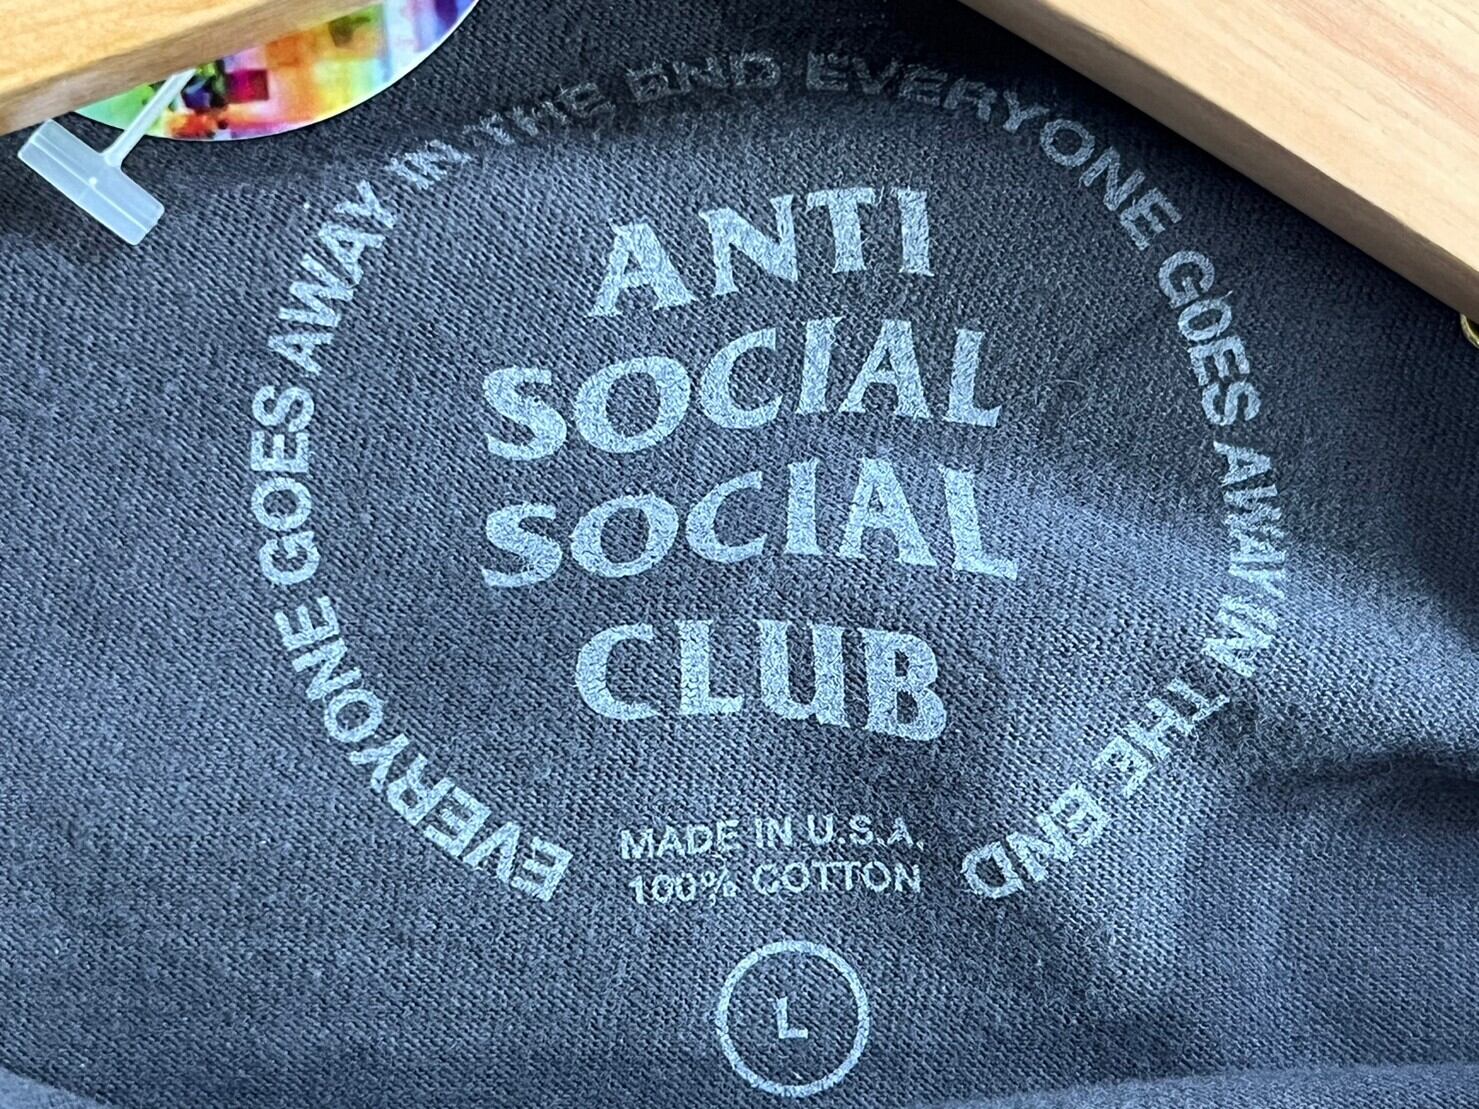 EVERYONE GOES AWAY IN THE END EVERYONE GOES AWAY IN THE END
ANTI
SOCIAL
SOCIAL
CLUB
MADE IN U.S.A.
100% COTTON
L